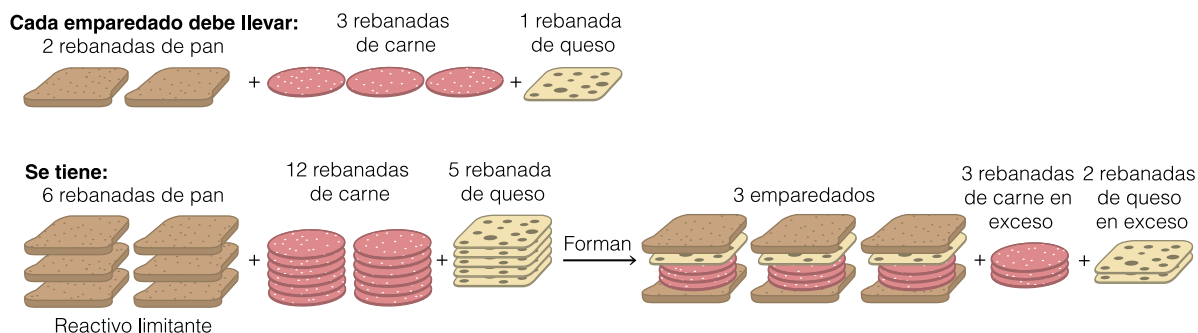 Cada emparedado debe llevar:
2 rebanadas de pan
+
3 rebanadas
de carne
+
1 rebanada
de queso
Se tiene:
6 rebanadas de pan
Reactivo limitante
+
12 rebanadas
de carne
+
5 rebanada
de queso
Forman
3 emparedados
+
3 rebanadas
de carne en
exceso
+
2 rebanadas
de queso
en exceso